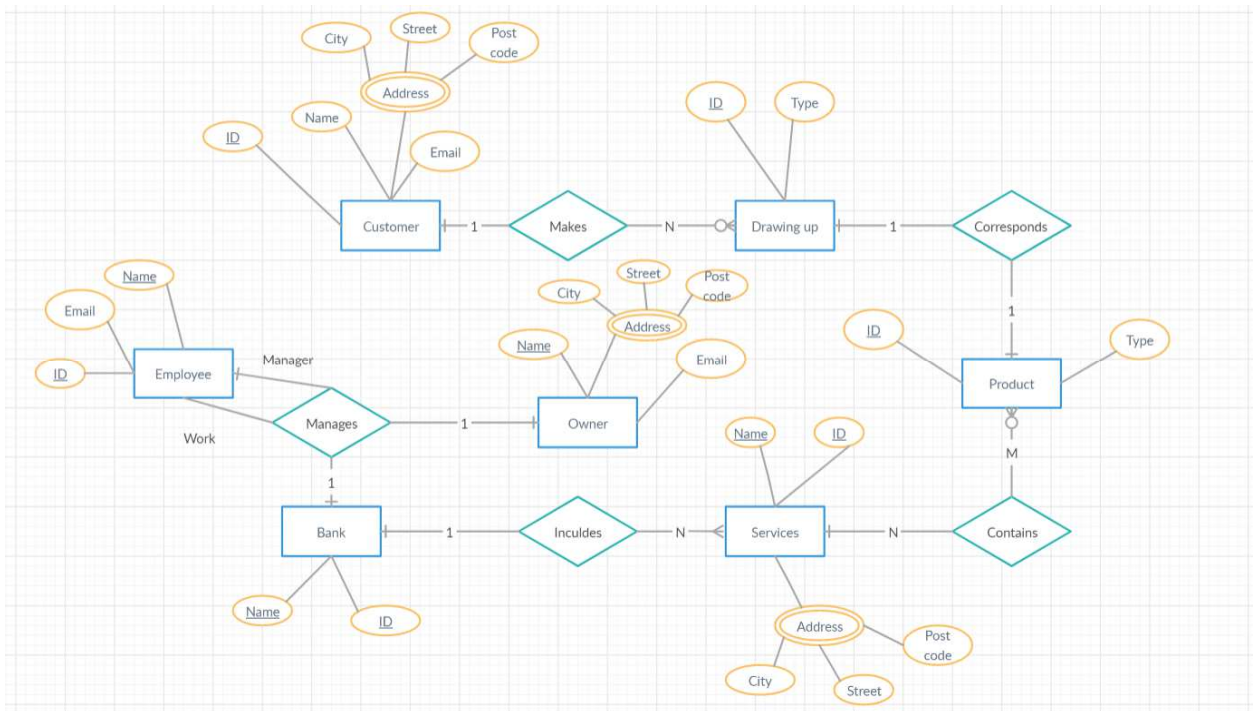 City
Street
Post
code
Address
Name
ID
Email
ID
Type
Customer
1
Makes
N
Drawing up
1
Corresponds
Name
Email
ID
Employee
Manager
Work
Manages
1
City
Street
Post
code
Address
Name
Email
Owner
1
ID
Type
Product
M
1
Bank
Name
ID
1
Inculdes
N
Name
ID
Services
N
Contains
Address
City
Street
Post
code